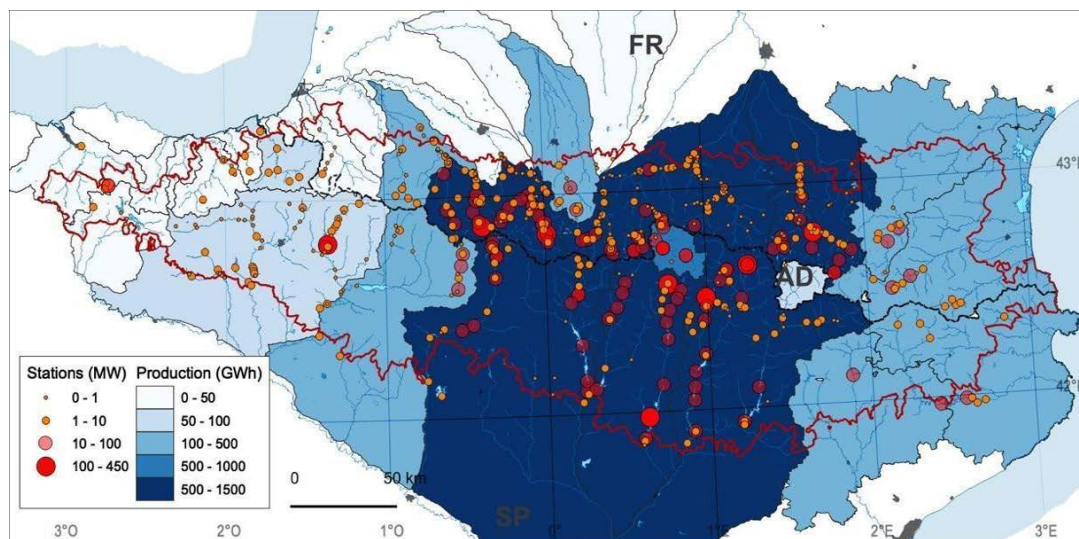 FR
43°N
AD
42°N
Stations (MW)
0 - 1
1 - 10
10 - 100
100 - 450
Production (GWh)
0 - 50
50 - 100
100 - 500
500 - 1000
500 - 1500
0 50 km
SP
3°O 2°O 1°O 0° 1°E 2°E 3°E